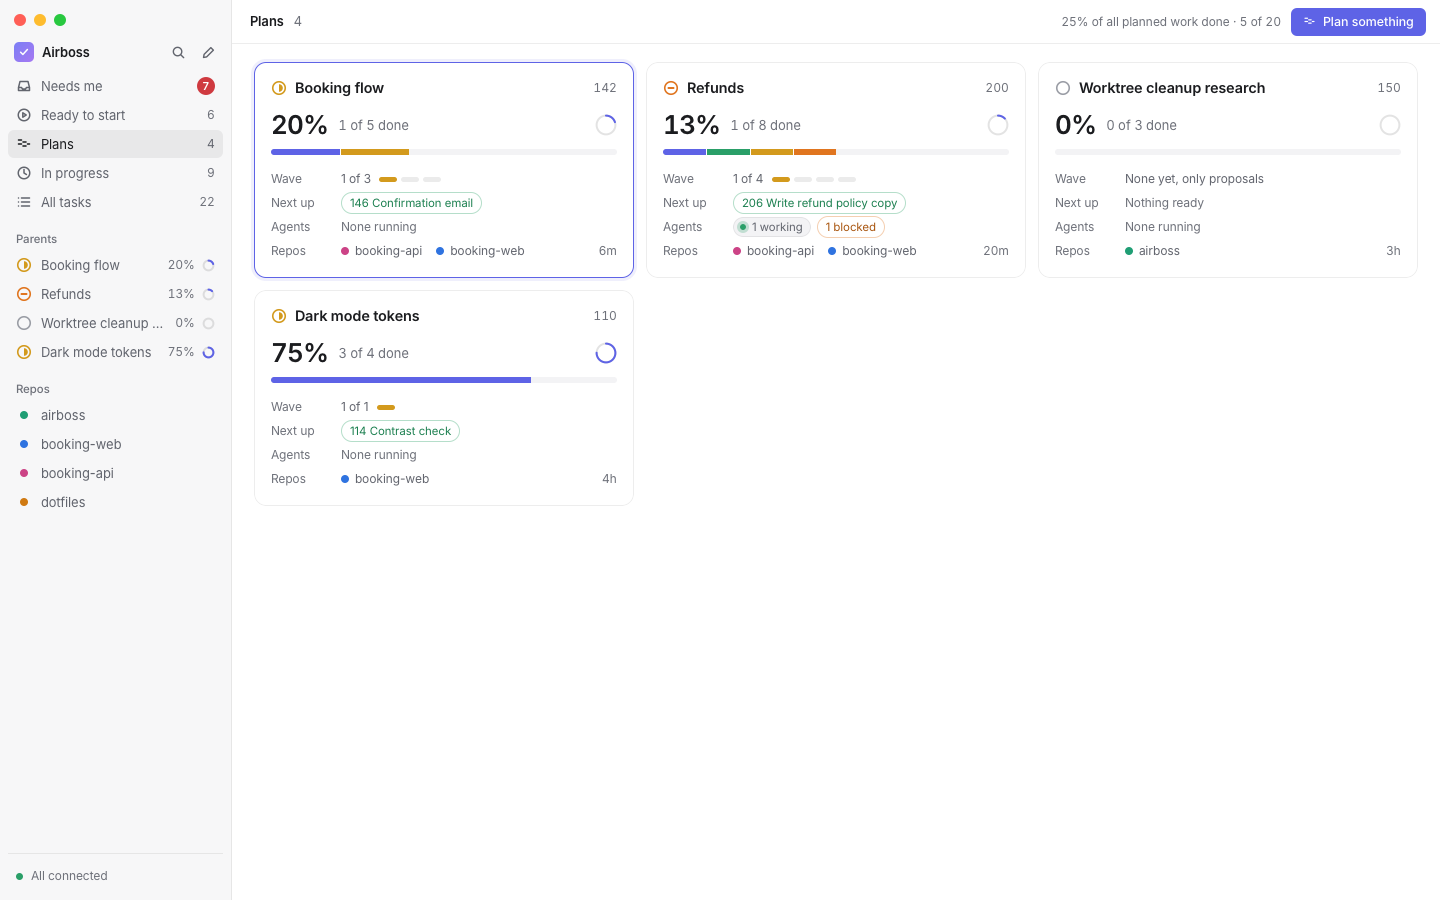 Airboss
Needs me 7
Ready to start 6
Plans 4
In progress 9
All tasks 22
Parents
Booking flow 20%
Refunds 13%
Worktree cleanup ... 0%
Dark mode tokens 75%
Repos
airboss
booking-web
booking-api
dotfiles
All connected
Plans 4
25% of all planned work done · 5 of 20
Plan something
Booking flow 142
20% 1 of 5 done
Wave 1 of 3
Next up 146 Confirmation email
Agents None running
Repos booking-api booking-web 6m
Refunds 200
13% 1 of 8 done
Wave 1 of 4
Next up 206 Write refund policy copy
Agents 1 working 1 blocked
Repos booking-api booking-web 20m
Worktree cleanup research 150
0% 0 of 3 done
Wave None yet, only proposals
Next up Nothing ready
Agents None running
Repos airboss 3h
Dark mode tokens 110
75% 3 of 4 done
Wave 1 of 1
Next up 114 Contrast check
Agents None running
Repos booking-web 4h